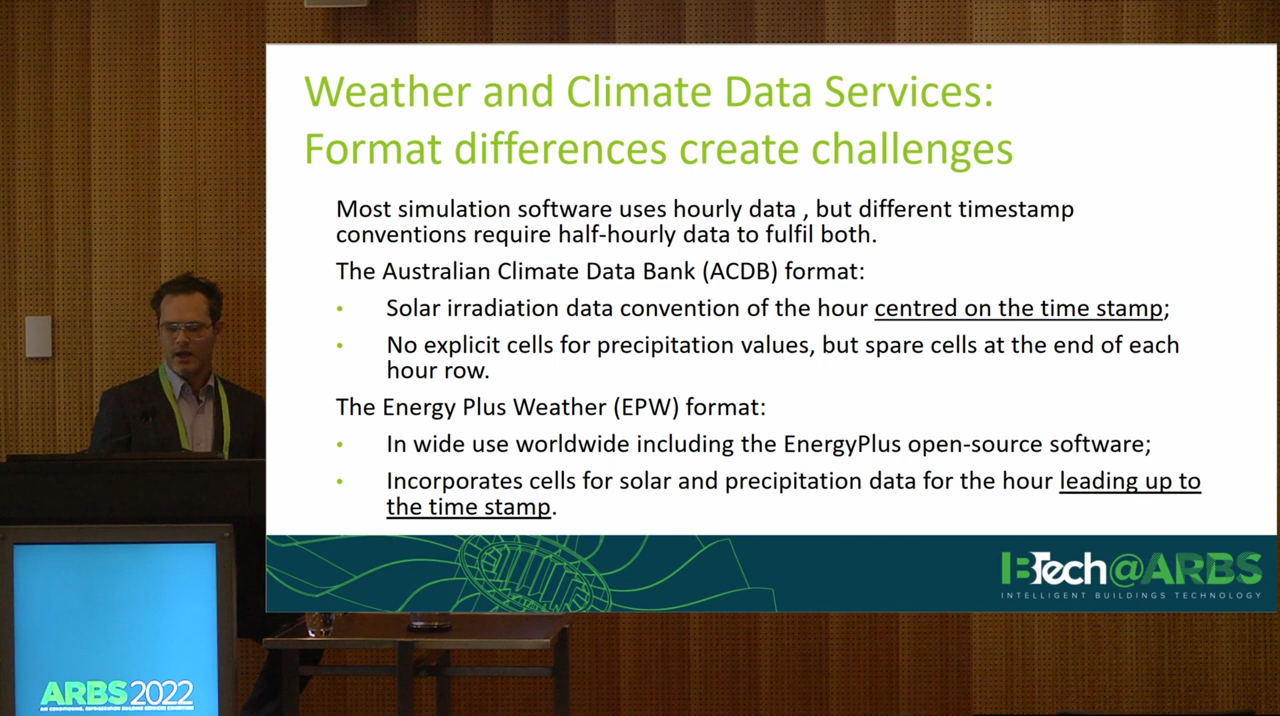 Weather and Climate Data Services:
Format differences create challenges
Most simulation software uses hourly data , but different timestamp
conventions require half-hourly data to fulfil both.
The Australian Climate Data Bank (ACDB) format:
• Solar irradiation data convention of the hour centred on the time stamp;
• No explicit cells for precipitation values, but spare cells at the end of each
hour row.
The Energy Plus Weather (EPW) format:
• In wide use worldwide including the EnergyPlus open-source software;
• Incorporates cells for solar and precipitation data for the hour leading up to
the time stamp.
IBTech@ARBS
INTELLIGENT BUILDINGS TECHNOLOGY
ARBS2022
AIR CONDITIONING, REFRIGERATION BUILDING SERVICES EXHIBITION